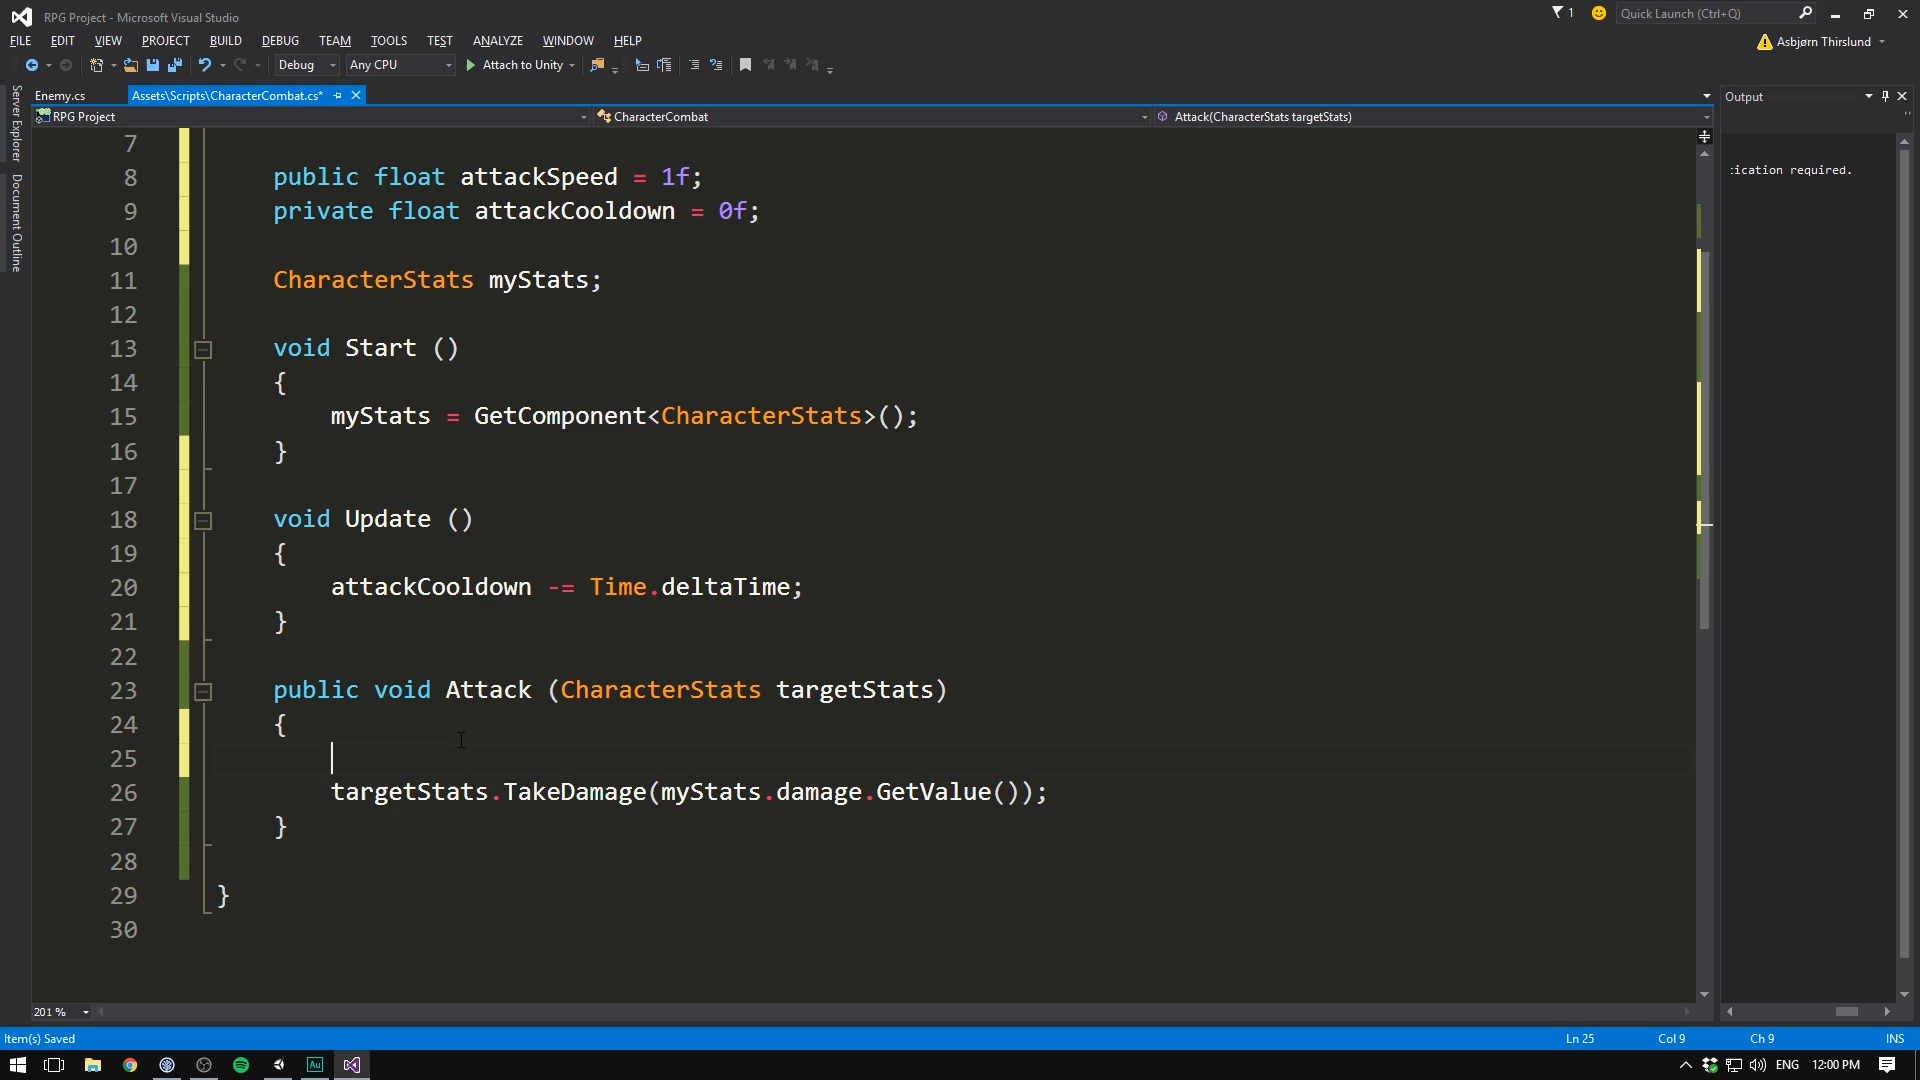 RPG Project - Microsoft Visual Studio
1
Quick Launch (Ctrl+Q)
FILE EDIT VIEW PROJECT BUILD DEBUG TEAM TOOLS TEST ANALYZE WINDOW HELP
Asbjørn Thirslund
Debug Any CPU Attach to Unity
Server Explorer
Document Outline
Enemy.cs Assets\Scripts\CharacterCombat.cs*
Output
RPG Project CharacterCombat Attack(CharacterStats targetStats)
ication required.
7
8 public float attackSpeed = 1f;
9 private float attackCooldown = 0f;
10
11 CharacterStats myStats;
12
13 void Start ()
14 {
15 myStats = GetComponent<CharacterStats>();
16 }
17
18 void Update ()
19 {
20 attackCooldown -= Time.deltaTime;
21 }
22
23 public void Attack (CharacterStats targetStats)
24 {
25
26 targetStats.TakeDamage(myStats.damage.GetValue());
27 }
28
29 }
30
201 %
Item(s) Saved Ln 25 Col 9 Ch 9 INS
Au ENG 12:00 PM